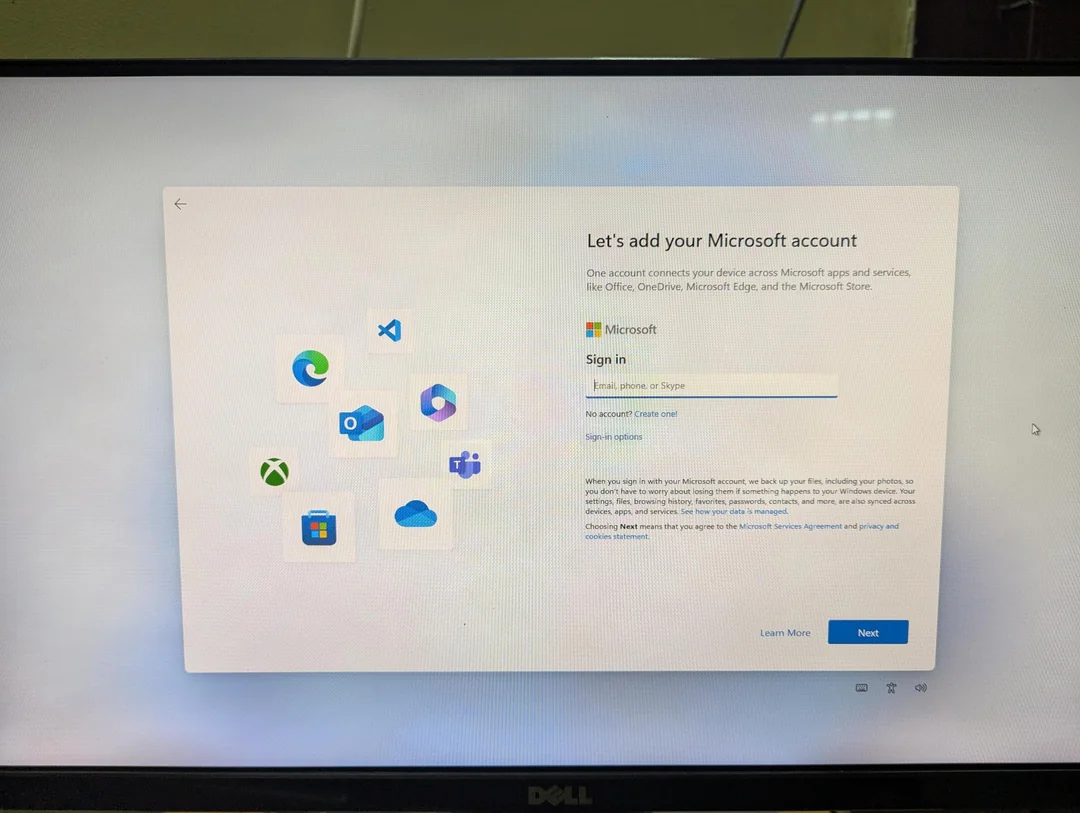 Let's add your Microsoft account
One account connects your device across Microsoft apps and services,
like Office, OneDrive, Microsoft Edge, and the Microsoft Store.
Microsoft
Sign in
Email, phone, or Skype
No account? Create one!
Sign-in options
When you sign in with your Microsoft account, we back up your files, including your photos, so
you don't have to worry about losing them if something happens to your Windows device. Your
settings, files, browsing history, favorites, passwords, contacts, and more, are also synced across
devices, apps, and services. See how your data is managed.
Choosing Next means that you agree to the Microsoft Services Agreement and privacy and
cookies statement.
Learn More
Next
DELL